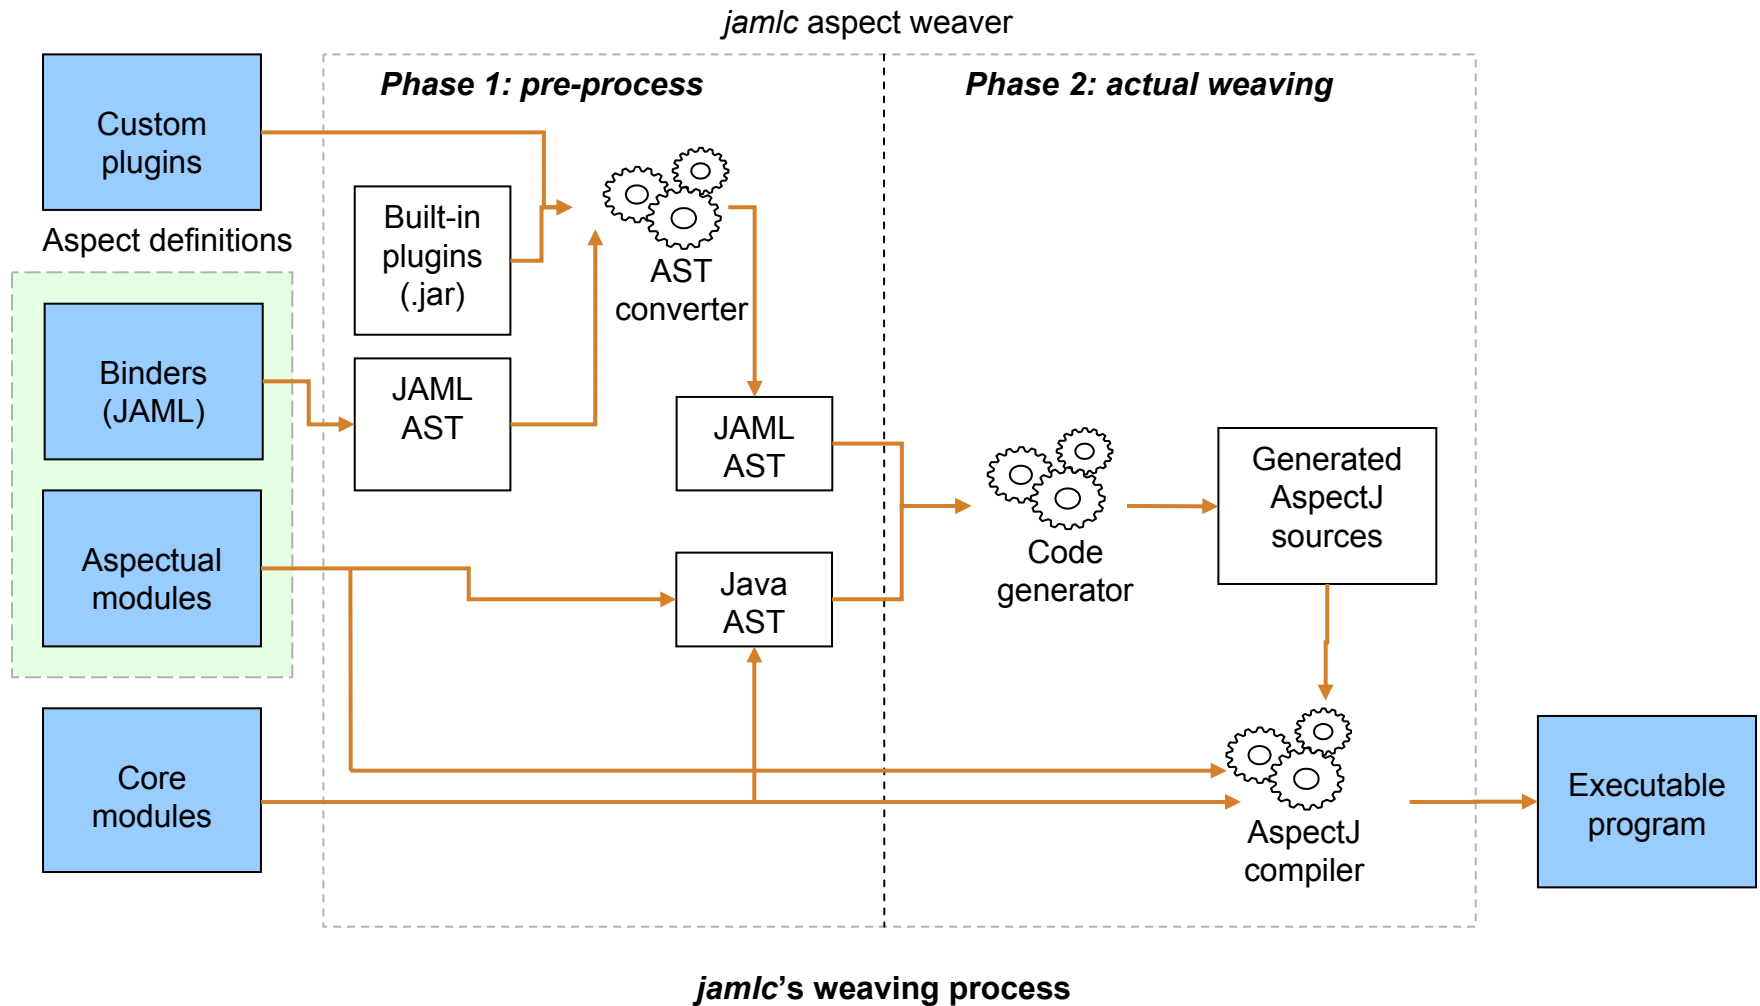 jamlc aspect weaver
Phase 1: pre-process
Phase 2: actual weaving
Custom
plugins
Built-in
plugins
(.jar)
AST
converter
Aspect definitions
Binders
(JAML)
JAML
AST
JAML
AST
Code
generator
Generated
AspectJ
sources
Aspectual
modules
Java
AST
Core
modules
AspectJ
compiler
Executable
program
jamlc's weaving process